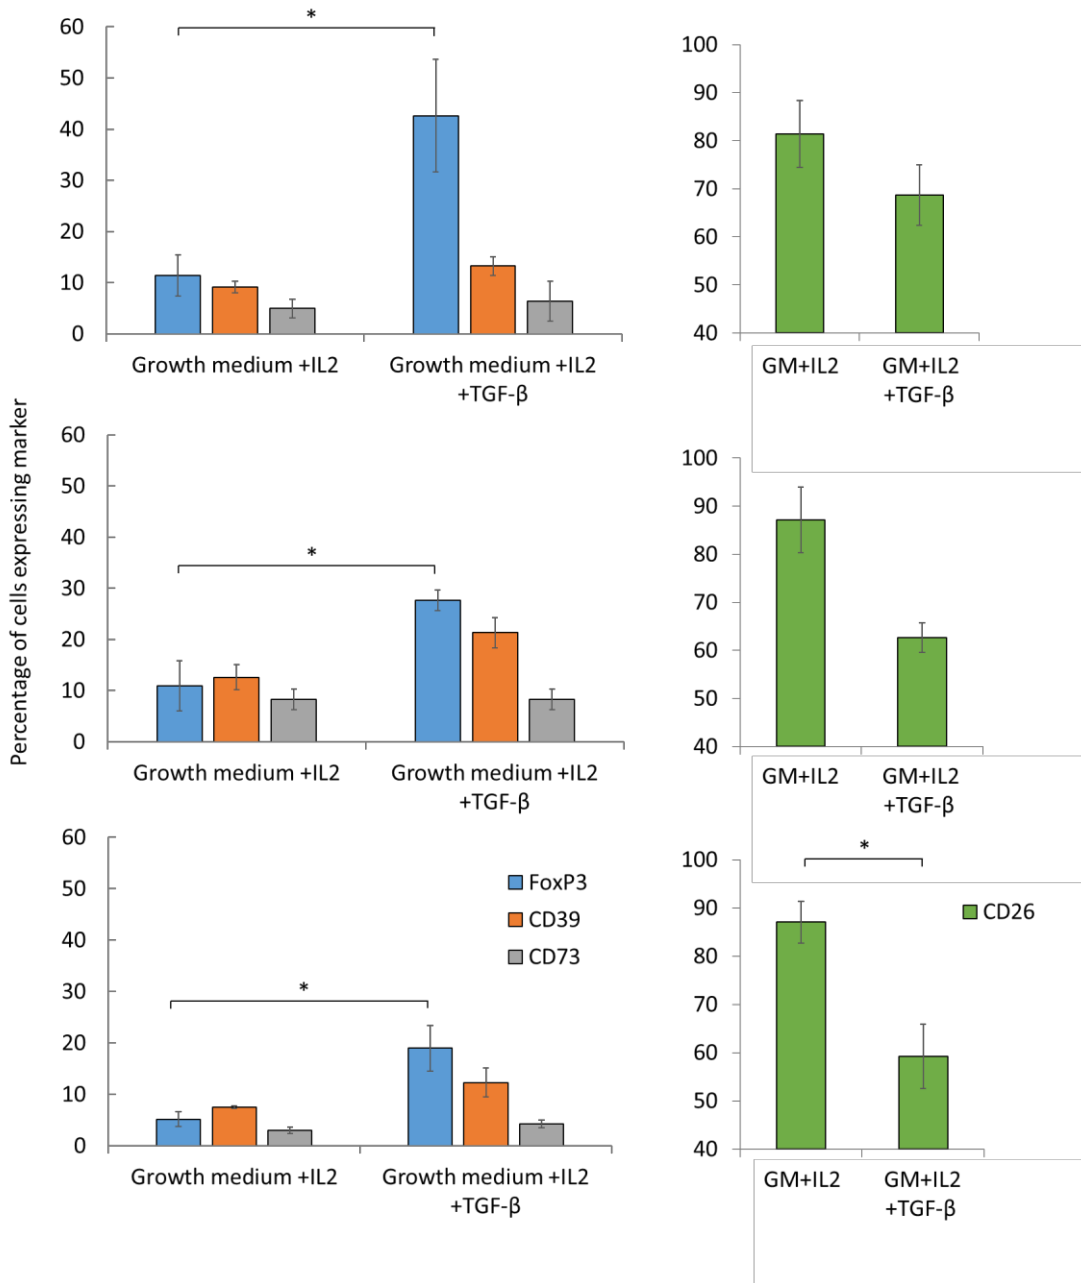 Percentage of cells expressing marker
60
50
40
30
20
10
0
*
Growth medium +IL2
Growth medium +IL2
+TGF-β
100
90
80
70
60
50
40
GM+IL2
GM+IL2
+TGF-β
60
50
40
30
20
10
0
*
Growth medium +IL2
Growth medium +IL2
+TGF-β
100
90
80
70
60
50
40
GM+IL2
GM+IL2
+TGF-β
60
50
40
30
20
10
0
*
FoxP3
CD39
CD73
Growth medium +IL2
Growth medium +IL2
+TGF-β
100
90
80
70
60
50
40
*
CD26
GM+IL2
GM+IL2
+TGF-β